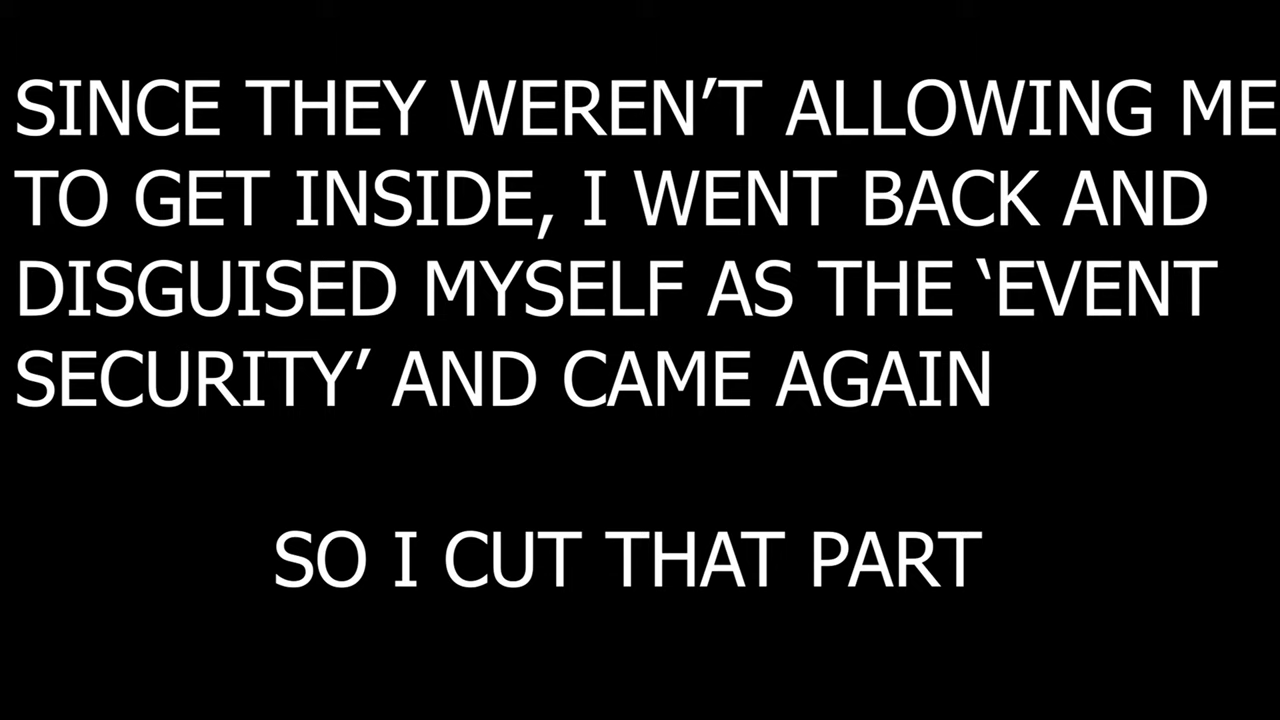 SINCE THEY WEREN’T ALLOWING ME
TO GET INSIDE, I WENT BACK AND
DISGUISED MYSELF AS THE ‘EVENT
SECURITY’ AND CAME AGAIN
SO I CUT THAT PART